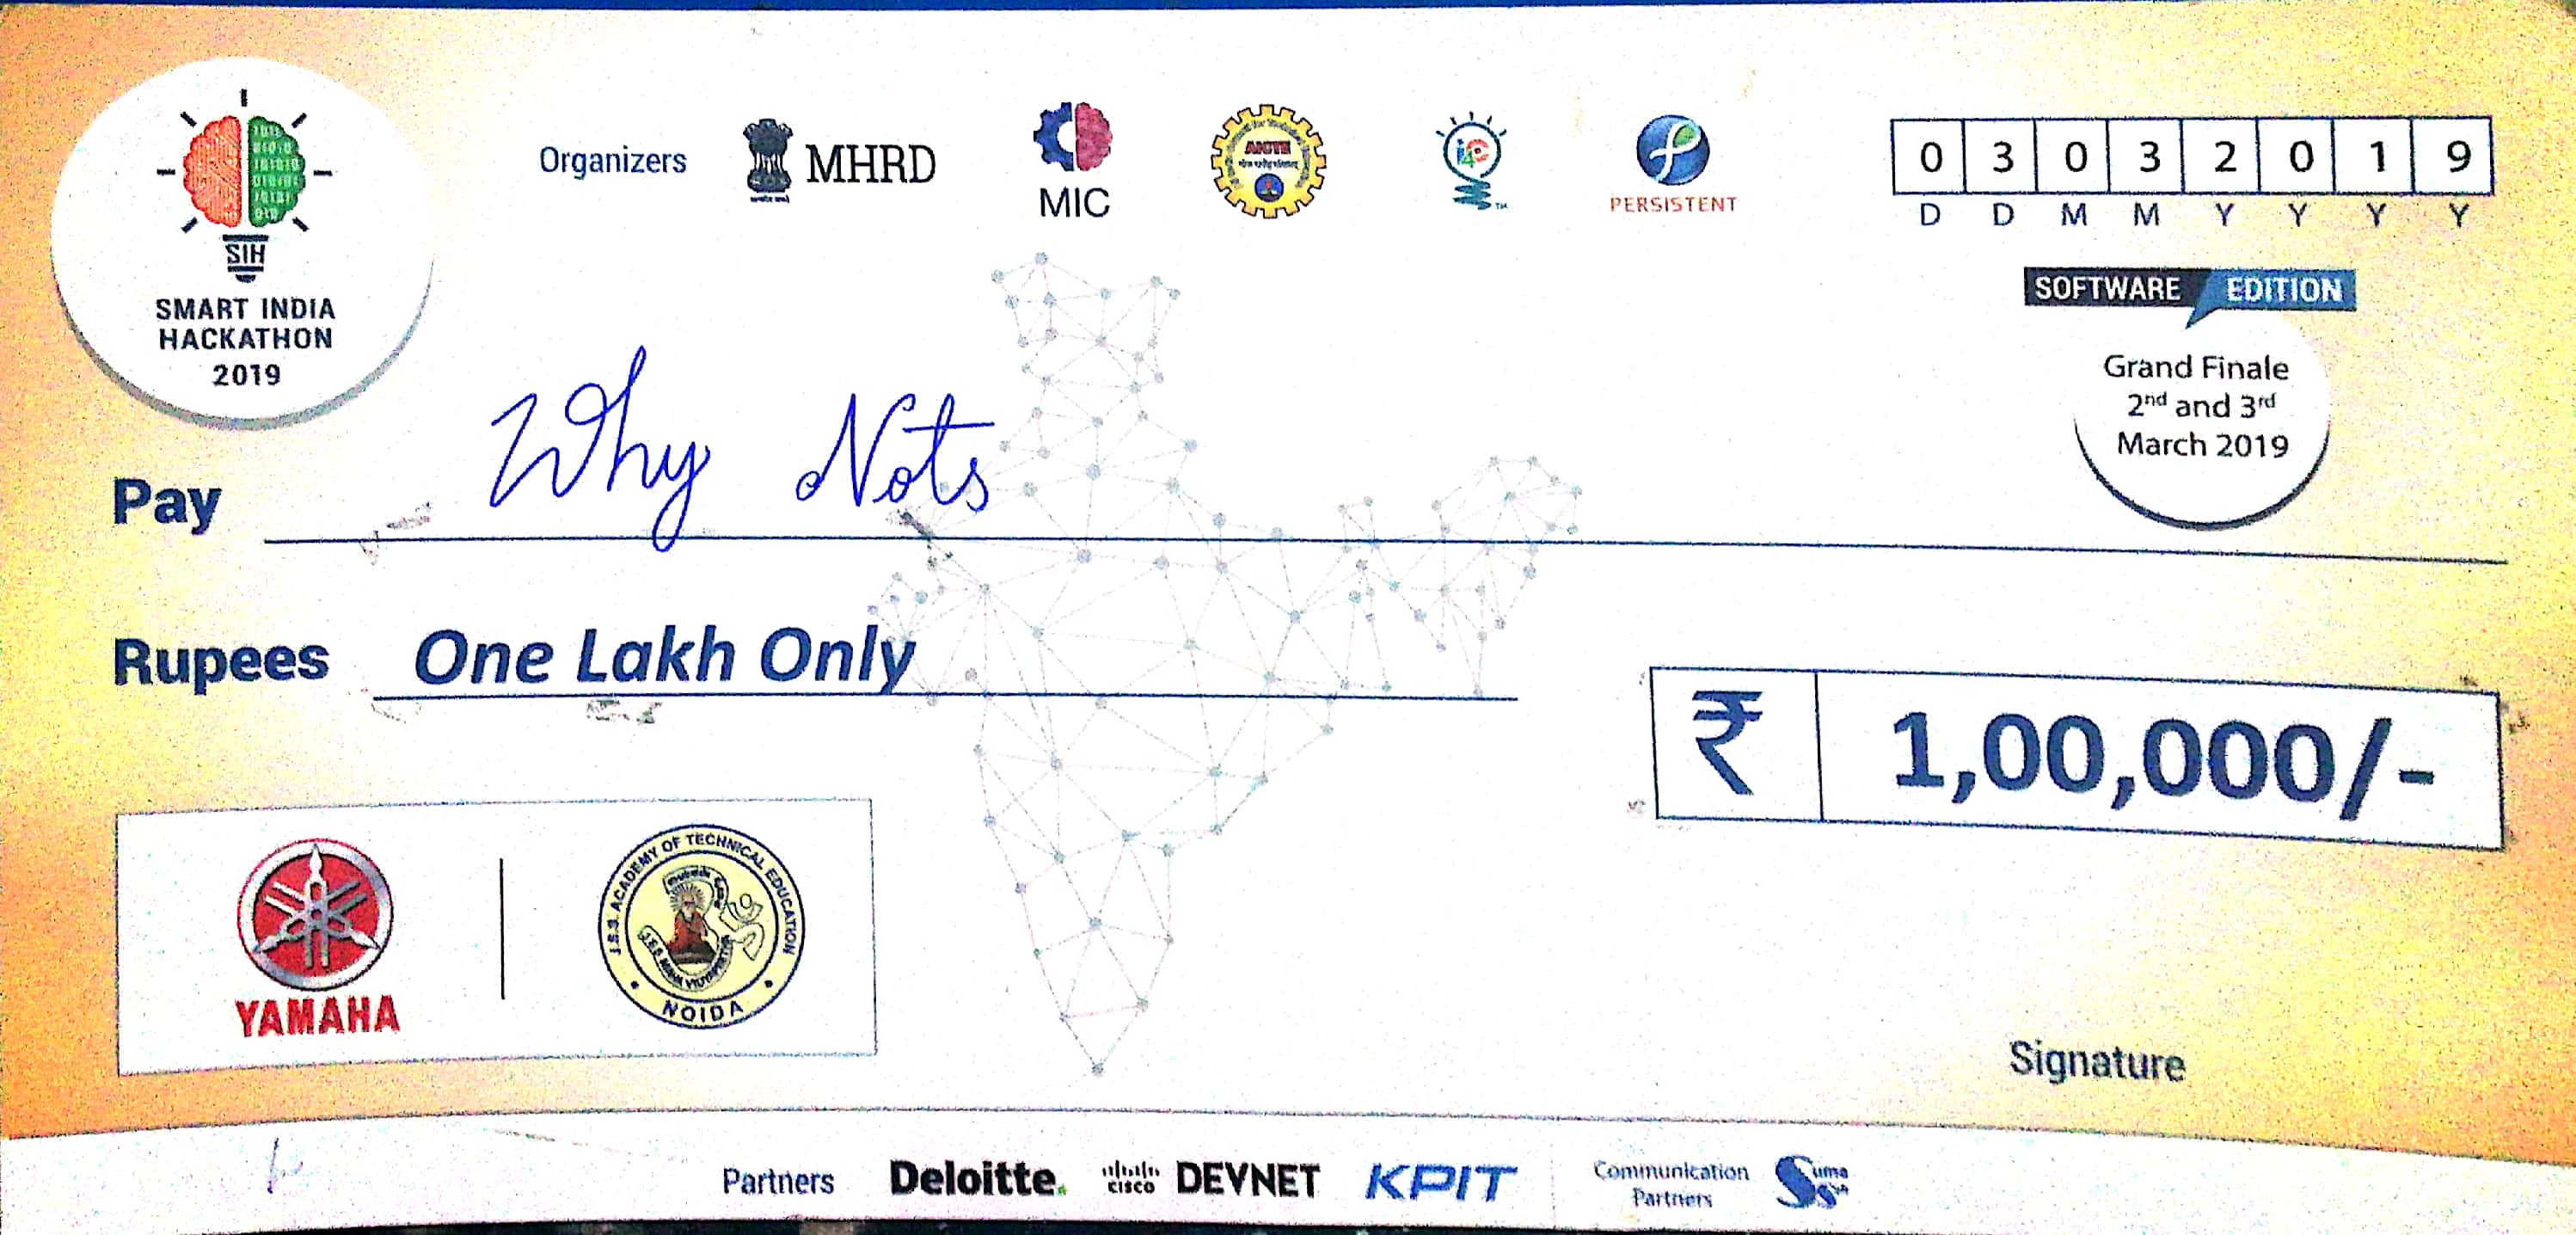 SIH
SMART INDIA
HACKATHON
2019
Organizers
MHRD
MIC
AICTE
i4c
TM
PERSISTENT
0 3 0 3 2 0 1 9
D D M M Y Y Y Y
SOFTWARE EDITION
Grand Finale
2nd and 3rd
March 2019
Pay Why Nots
Rupees One Lakh Only
₹ 1,00,000/-
YAMAHA
J.S.S. ACADEMY OF TECHNICAL EDUCATION
NOIDA
Signature
Partners Deloitte. cisco DEVNET KPIT
Communication
Partners